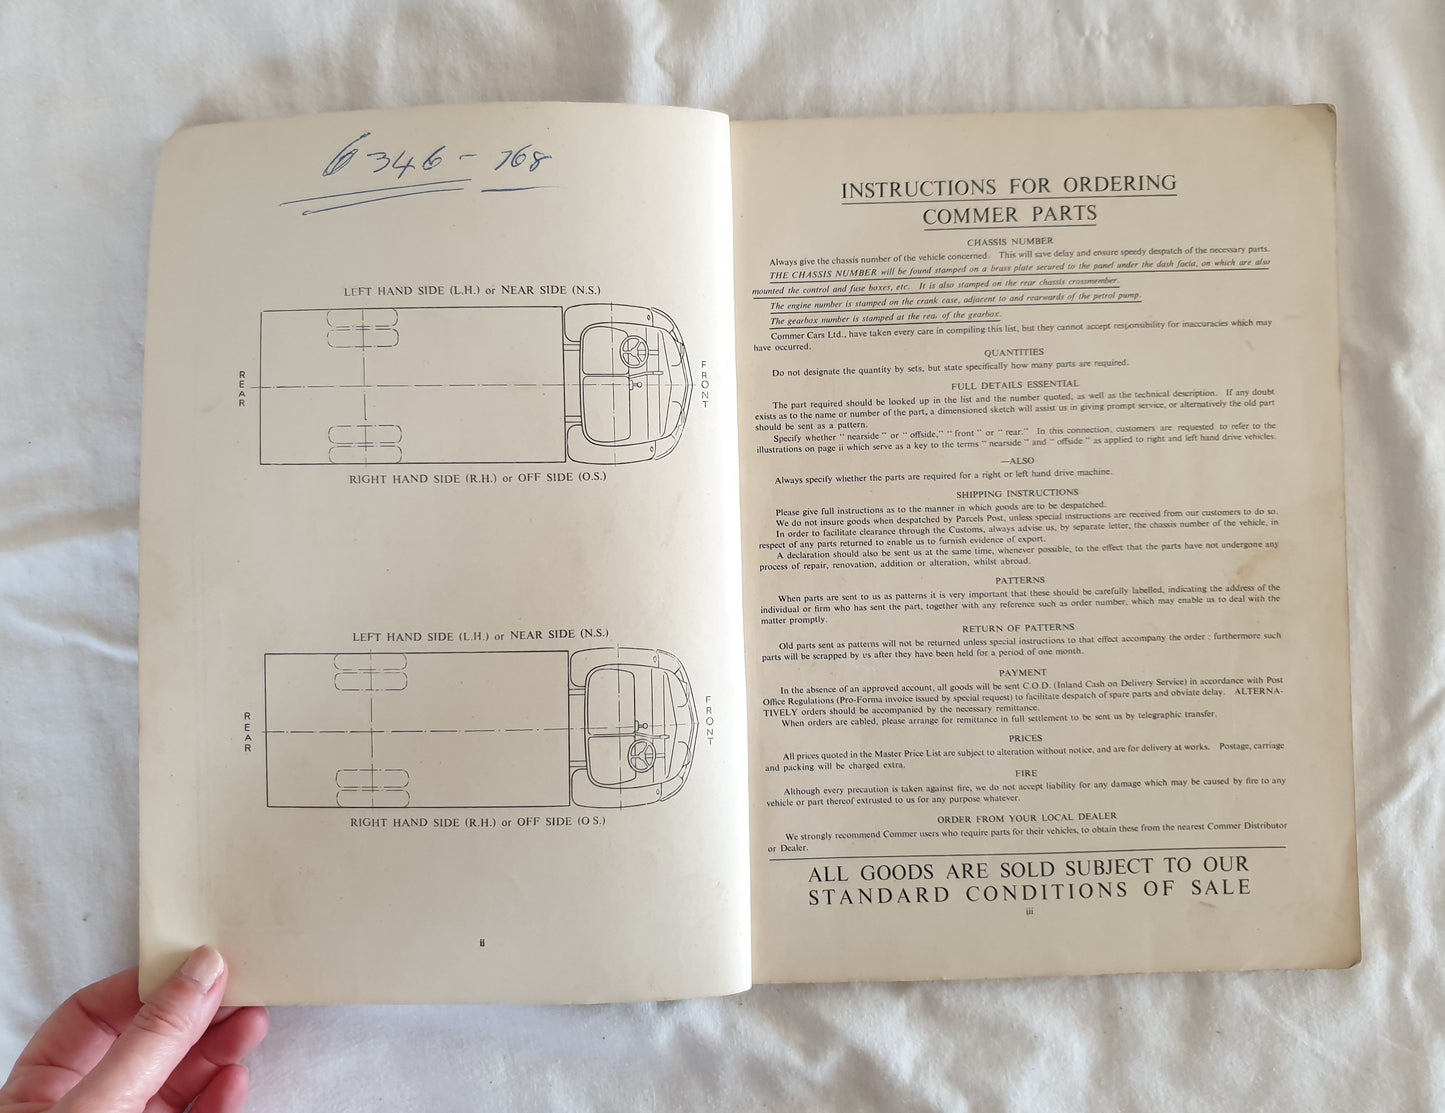 6346 - 768
LEFT HAND SIDE (L.H.) or NEAR SIDE (N.S.)
REAR
FRONT
RIGHT HAND SIDE (R.H.) or OFF SIDE (O.S.)
LEFT HAND SIDE (L.H.) or NEAR SIDE (N.S.)
REAR
FRONT
RIGHT HAND SIDE (R.H.) or OFF SIDE (O S.)
ii
INSTRUCTIONS FOR ORDERING
COMMER PARTS
CHASSIS NUMBER
Always give the chassis number of the vehicle concerned. This will save delay and ensure speedy despatch of the necessary parts.
THE CHASSIS NUMBER will be found stamped on a brass plate secured to the panel under the dash facia, on which are also
mounted the control and fuse boxes, etc. It is also stamped on the rear chassis crossmember.
The engine number is stamped on the crank case, adjacent to and rearwards of the petrol pump.
The gearbox number is stamped at the rear of the gearbox.
Commer Cars Ltd., have taken every care in compiling this list, but they cannot accept responsibility for inaccuracies which may
have occurred.
QUANTITIES
Do not designate the quantity by sets, but state specifically how many parts are required.
FULL DETAILS ESSENTIAL
The part required should be looked up in the list and the number quoted, as well as the technical description. If any doubt
exists as to the name or number of the part, a dimensioned sketch will assist us in giving prompt service, or alternatively the old part
should be sent as a pattern.
Specify whether " nearside " or " offside," " front " or " rear." In this connection, customers are requested to refer to the
illustrations on page ii which serve as a key to the terms " nearside " and " offside " as applied to right and left hand drive vehicles.
—ALSO
Always specify whether the parts are required for a right or left hand drive machine.
SHIPPING INSTRUCTIONS
Please give full instructions as to the manner in which goods are to be despatched.
We do not insure goods when despatched by Parcels Post, unless special instructions are received from our customers to do so.
In order to facilitate clearance through the Customs, always advise us, by separate letter, the chassis number of the vehicle, in
respect of any parts returned to enable us to furnish evidence of export.
A declaration should also be sent us at the same time, whenever possible, to the effect that the parts have not undergone any
process of repair, renovation, addition or alteration, whilst abroad.
PATTERNS
When parts are sent to us as patterns it is very important that these should be carefully labelled, indicating the address of the
individual or firm who has sent the part, together with any reference such as order number, which may enable us to deal with the
matter promptly.
RETURN OF PATTERNS
Old parts sent as patterns will not be returned unless special instructions to that effect accompany the order : furthermore such
parts will be scrapped by us after they have been held for a period of one month.
PAYMENT
In the absence of an approved account, all goods will be sent C.O.D. (Inland Cash on Delivery Service) in accordance with Post
Office Regulations (Pro-Forma invoice issued by special request) to facilitate despatch of spare parts and obviate delay. ALTERNA-
TIVELY orders should be accompanied by the necessary remittance.
When orders are cabled, please arrange for remittance in full settlement to be sent us by telegraphic transfer.
PRICES
All prices quoted in the Master Price List are subject to alteration without notice, and are for delivery at works. Postage, carriage
and packing will be charged extra.
FIRE
Although every precaution is taken against fire, we do not accept liability for any damage which may be caused by fire to any
vehicle or part thereof extrusted to us for any purpose whatever.
ORDER FROM YOUR LOCAL DEALER
We strongly recommend Commer users who require parts for their vehicles, to obtain these from the nearest Commer Distributor
or Dealer.
ALL GOODS ARE SOLD SUBJECT TO OUR
STANDARD CONDITIONS OF SALE
iii